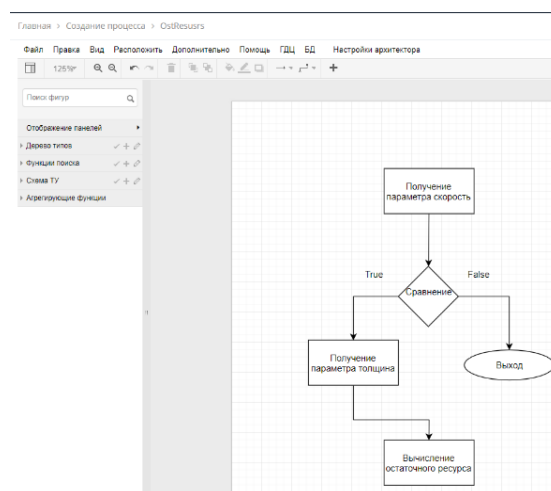 Главная > Создание процесса > OstResusrs
Файл Правка Вид Расположить Дополнительно Помощь ГДЦ БД Настройки архитектора
125%
Поиск фигур
Отображение панелей
Дерево типов
Функции поиска
Схема ТУ
Агрегирующие функции
Получение
параметра скорость
True False
Сравнение
Получение
параметра толщина
Выход
Вычисление
остаточного ресурса